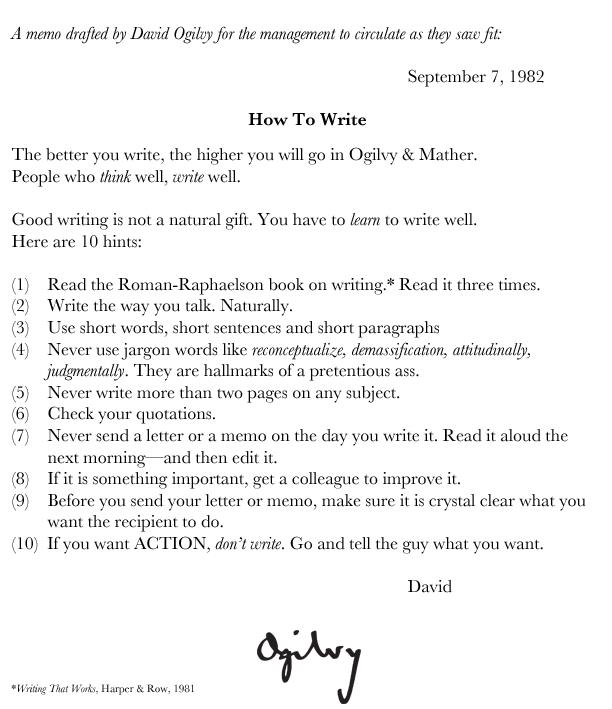 A memo drafted by David Ogilvy for the management to circulate as they saw fit:
September 7, 1982
How To Write
The better you write, the higher you will go in Ogilvy & Mather.
People who think well, write well.
Good writing is not a natural gift. You have to learn to write well.
Here are 10 hints:
(1) Read the Roman-Raphaelson book on writing.* Read it three times.
(2) Write the way you talk. Naturally.
(3) Use short words, short sentences and short paragraphs
(4) Never use jargon words like reconceptualize, demassification, attitudinally,
judgmentally. They are hallmarks of a pretentious ass.
(5) Never write more than two pages on any subject.
(6) Check your quotations.
(7) Never send a letter or a memo on the day you write it. Read it aloud the
next morning—and then edit it.
(8) If it is something important, get a colleague to improve it.
(9) Before you send your letter or memo, make sure it is crystal clear what you
want the recipient to do.
(10) If you want ACTION, don't write. Go and tell the guy what you want.
David
Ogilvy
*Writing That Works, Harper & Row, 1981